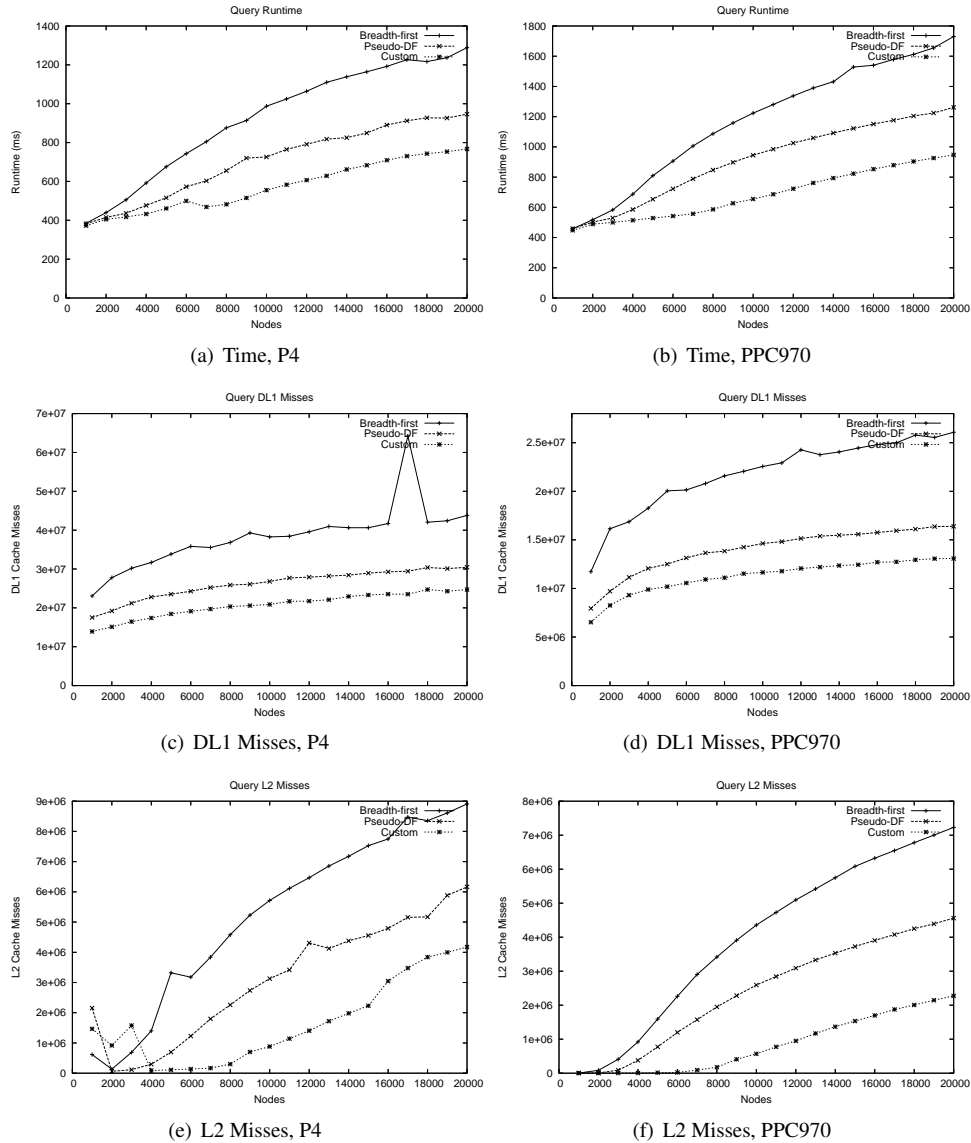 Query Runtime
1400
1200
1000
800
600
400
200
0
Runtime (ms)
Breadth-first
Pseudo-DF
Custom
0 2000 4000 6000 8000 10000 12000 14000 16000 18000 20000
Nodes
(a) Time, P4
Query Runtime
1800
1600
1400
1200
1000
800
600
400
200
0
Runtime (ms)
Breadth-first
Pseudo-DF
Custom
0 2000 4000 6000 8000 10000 12000 14000 16000 18000 20000
Nodes
(b) Time, PPC970
Query DL1 Misses
7e+07
6e+07
5e+07
4e+07
3e+07
2e+07
1e+07
0
DL1 Cache Misses
Breadth-first
Pseudo-DF
Custom
0 2000 4000 6000 8000 10000 12000 14000 16000 18000 20000
Nodes
(c) DL1 Misses, P4
Query DL1 Misses
2.5e+07
2e+07
1.5e+07
1e+07
5e+06
0
DL1 Cache Misses
Breadth-first
Pseudo-DF
Custom
0 2000 4000 6000 8000 10000 12000 14000 16000 18000 20000
Nodes
(d) DL1 Misses, PPC970
Query L2 Misses
9e+06
8e+06
7e+06
6e+06
5e+06
4e+06
3e+06
2e+06
1e+06
0
L2 Cache Misses
Breadth-first
Pseudo-DF
Custom
0 2000 4000 6000 8000 10000 12000 14000 16000 18000 20000
Nodes
(e) L2 Misses, P4
Query L2 Misses
8e+06
7e+06
6e+06
5e+06
4e+06
3e+06
2e+06
1e+06
0
L2 Cache Misses
Breadth-first
Pseudo-DF
Custom
0 2000 4000 6000 8000 10000 12000 14000 16000 18000 20000
Nodes
(f) L2 Misses, PPC970